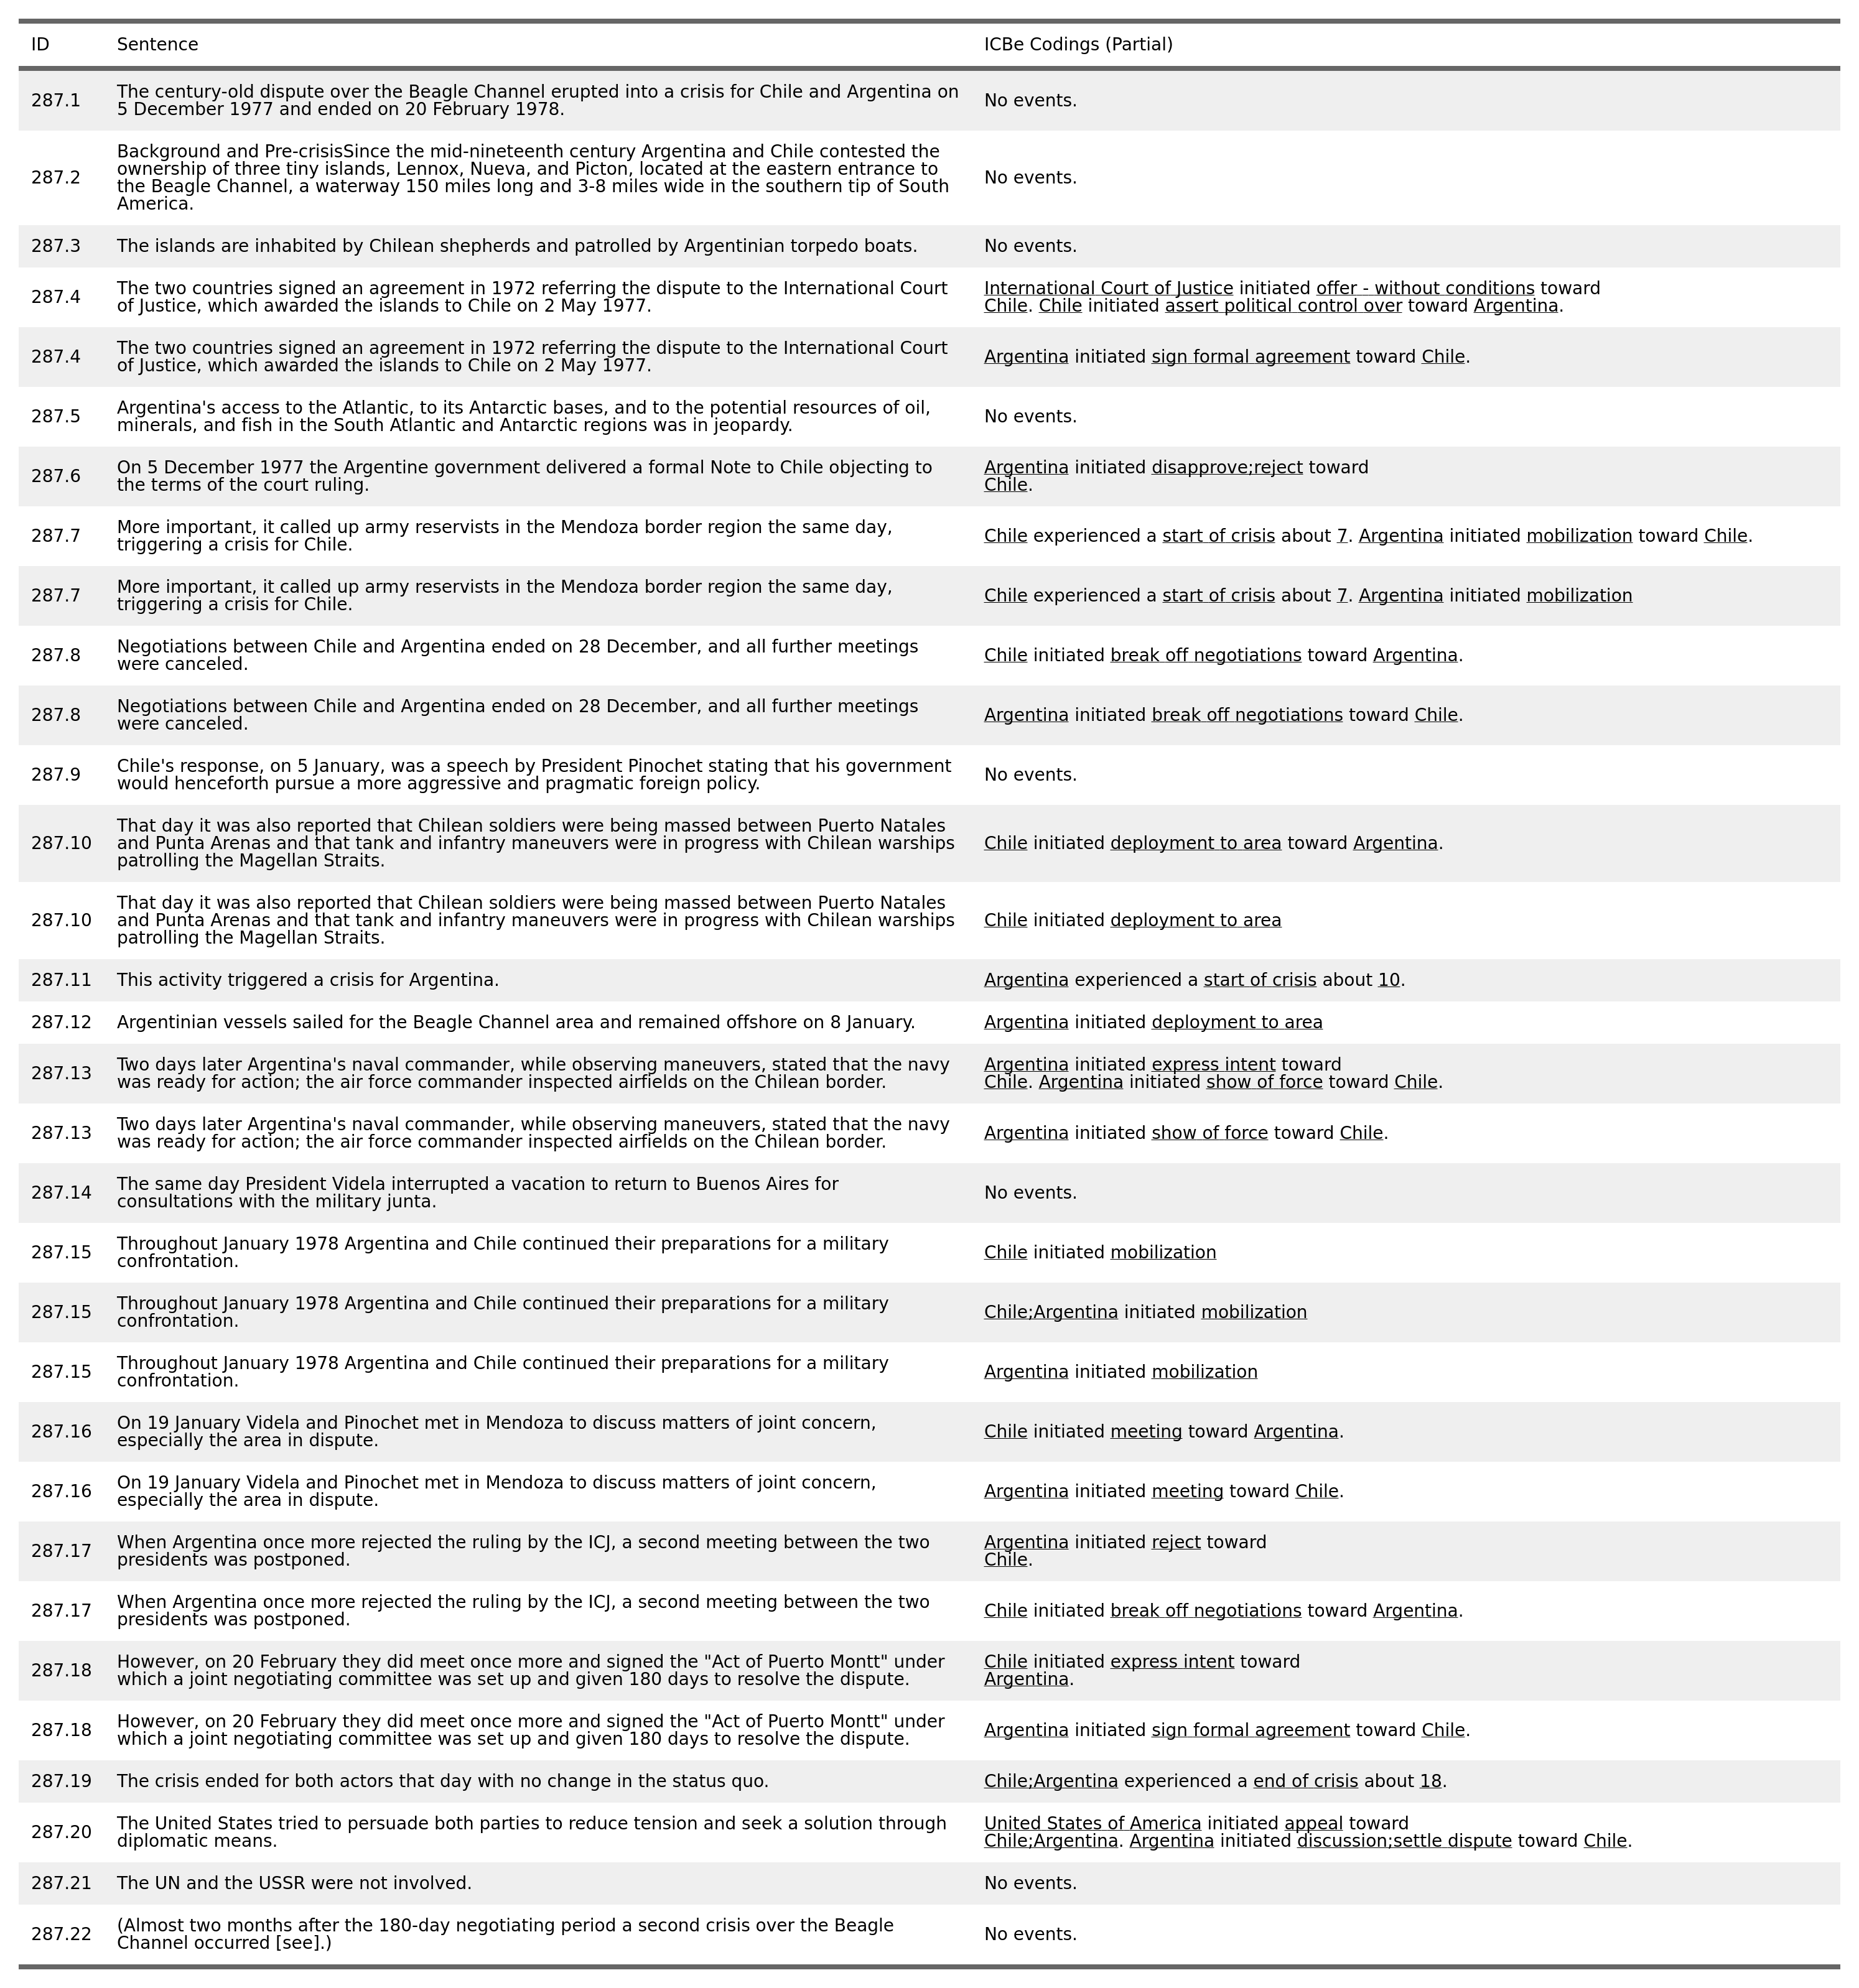 ID Sentence ICBe Codings (Partial)
287.1 The century-old dispute over the Beagle Channel erupted into a crisis for Chile and Argentina on
5 December 1977 and ended on 20 February 1978. No events.
287.2 Background and Pre-crisisSince the mid-nineteenth century Argentina and Chile contested the
ownership of three tiny islands, Lennox, Nueva, and Picton, located at the eastern entrance to
the Beagle Channel, a waterway 150 miles long and 3-8 miles wide in the southern tip of South
America. No events.
287.3 The islands are inhabited by Chilean shepherds and patrolled by Argentinian torpedo boats. No events.
287.4 The two countries signed an agreement in 1972 referring the dispute to the International Court
of Justice, which awarded the islands to Chile on 2 May 1977.
International Court of Justice initiated offer - without conditions toward
Chile. Chile initiated assert political control over toward Argentina.
287.4 The two countries signed an agreement in 1972 referring the dispute to the International Court
of Justice, which awarded the islands to Chile on 2 May 1977.
Argentina initiated sign formal agreement toward Chile.
287.5 Argentina's access to the Atlantic, to its Antarctic bases, and to the potential resources of oil,
minerals, and fish in the South Atlantic and Antarctic regions was in jeopardy. No events.
287.6 On 5 December 1977 the Argentine government delivered a formal Note to Chile objecting to
the terms of the court ruling.
Argentina initiated disapprove;reject toward
Chile.
287.7 More important, it called up army reservists in the Mendoza border region the same day,
triggering a crisis for Chile.
Chile experienced a start of crisis about 7. Argentina initiated mobilization toward Chile.
287.7 More important, it called up army reservists in the Mendoza border region the same day,
triggering a crisis for Chile.
Chile experienced a start of crisis about 7. Argentina initiated mobilization
287.8 Negotiations between Chile and Argentina ended on 28 December, and all further meetings
were canceled.
Chile initiated break off negotiations toward Argentina.
287.8 Negotiations between Chile and Argentina ended on 28 December, and all further meetings
were canceled.
Argentina initiated break off negotiations toward Chile.
287.9 Chile's response, on 5 January, was a speech by President Pinochet stating that his government
would henceforth pursue a more aggressive and pragmatic foreign policy. No events.
287.10 That day it was also reported that Chilean soldiers were being massed between Puerto Natales
and Punta Arenas and that tank and infantry maneuvers were in progress with Chilean warships
patrolling the Magellan Straits.
Chile initiated deployment to area toward Argentina.
287.10 That day it was also reported that Chilean soldiers were being massed between Puerto Natales
and Punta Arenas and that tank and infantry maneuvers were in progress with Chilean warships
patrolling the Magellan Straits.
Chile initiated deployment to area
287.11 This activity triggered a crisis for Argentina. Argentina experienced a start of crisis about 10.
287.12 Argentinian vessels sailed for the Beagle Channel area and remained offshore on 8 January. Argentina initiated deployment to area
287.13 Two days later Argentina's naval commander, while observing maneuvers, stated that the navy
was ready for action; the air force commander inspected airfields on the Chilean border.
Argentina initiated express intent toward
Chile. Argentina initiated show of force toward Chile.
287.13 Two days later Argentina's naval commander, while observing maneuvers, stated that the navy
was ready for action; the air force commander inspected airfields on the Chilean border.
Argentina initiated show of force toward Chile.
287.14 The same day President Videla interrupted a vacation to return to Buenos Aires for
consultations with the military junta. No events.
287.15 Throughout January 1978 Argentina and Chile continued their preparations for a military
confrontation.
Chile initiated mobilization
287.15 Throughout January 1978 Argentina and Chile continued their preparations for a military
confrontation.
Chile;Argentina initiated mobilization
287.15 Throughout January 1978 Argentina and Chile continued their preparations for a military
confrontation.
Argentina initiated mobilization
287.16 On 19 January Videla and Pinochet met in Mendoza to discuss matters of joint concern,
especially the area in dispute.
Chile initiated meeting toward Argentina.
287.16 On 19 January Videla and Pinochet met in Mendoza to discuss matters of joint concern,
especially the area in dispute.
Argentina initiated meeting toward Chile.
287.17 When Argentina once more rejected the ruling by the ICJ, a second meeting between the two
presidents was postponed.
Argentina initiated reject toward
Chile.
287.17 When Argentina once more rejected the ruling by the ICJ, a second meeting between the two
presidents was postponed.
Chile initiated break off negotiations toward Argentina.
287.18 However, on 20 February they did meet once more and signed the "Act of Puerto Montt" under
which a joint negotiating committee was set up and given 180 days to resolve the dispute.
Chile initiated express intent toward
Argentina.
287.18 However, on 20 February they did meet once more and signed the "Act of Puerto Montt" under
which a joint negotiating committee was set up and given 180 days to resolve the dispute.
Argentina initiated sign formal agreement toward Chile.
287.19 The crisis ended for both actors that day with no change in the status quo. Chile;Argentina experienced a end of crisis about 18.
287.20 The United States tried to persuade both parties to reduce tension and seek a solution through
diplomatic means.
United States of America initiated appeal toward
Chile;Argentina. Argentina initiated discussion;settle dispute toward Chile.
287.21 The UN and the USSR were not involved. No events.
287.22 (Almost two months after the 180-day negotiating period a second crisis over the Beagle
Channel occurred [see].) No events.